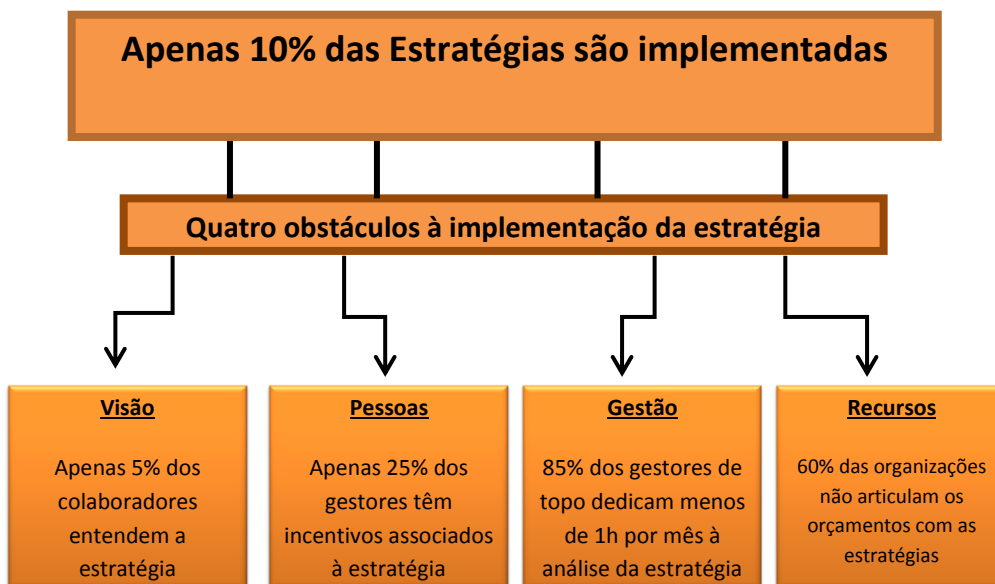 Apenas 10% das Estratégias são implementadas
Quatro obstáculos à implementação da estratégia
Visão
Apenas 5% dos
colaboradores
entendem a
estratégia
Pessoas
Apenas 25% dos
gestores têm
incentivos associados
à estratégia
Gestão
85% dos gestores de
topo dedicam menos
de 1h por mês à
análise da estratégia
Recursos
60% das organizações
não articulam os
orçamentos com as
estratégias